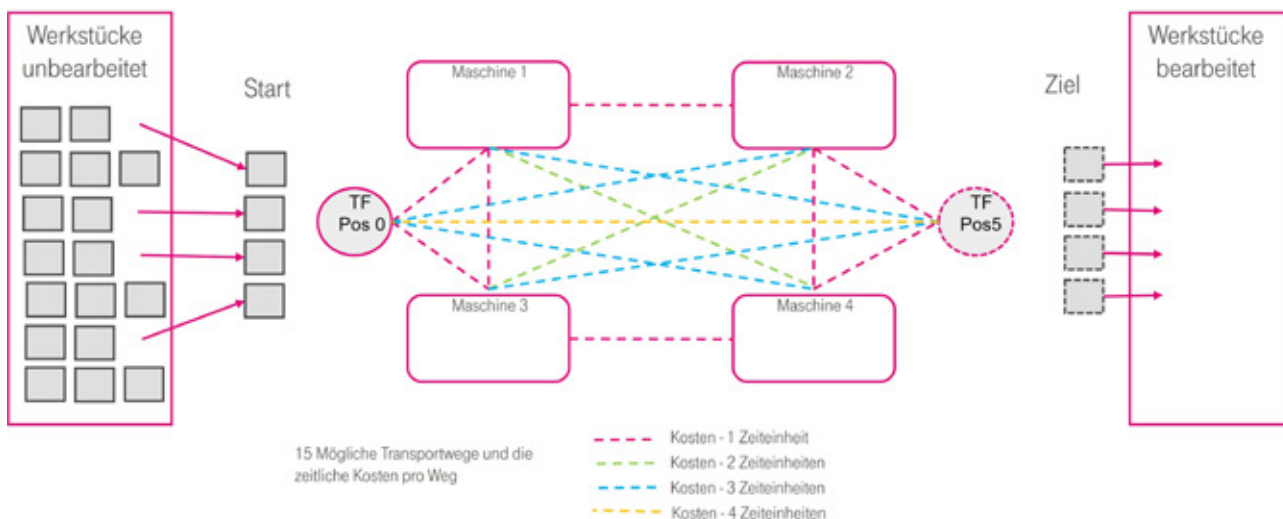 Werkstücke
unbearbeitet
Start
Maschine 1
Maschine 2
Ziel
Werkstücke
bearbeitet
TF
Pos 0
TF
Pos5
Maschine 3
Maschine 4
15 Mögliche Transportwege und die
zeitliche Kosten pro Weg
Kosten - 1 Zeiteinheit
Kosten - 2 Zeiteinheiten
Kosten - 3 Zeiteinheiten
Kosten - 4 Zeiteinheiten